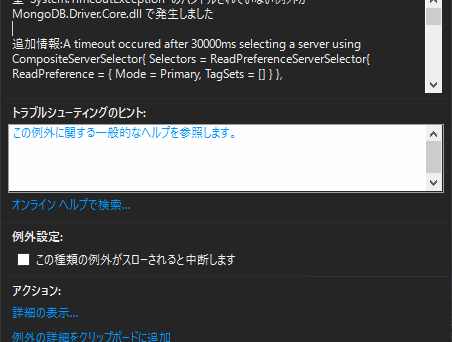 型 'System.TimeoutException' のハンドルされていない例外が
MongoDB.Driver.Core.dll で発生しました
追加情報:A timeout occured after 30000ms selecting a server using
CompositeServerSelector{ Selectors = ReadPreferenceServerSelector{
ReadPreference = { Mode = Primary, TagSets = [] } },
トラブルシューティングのヒント:
この例外に関する一般的なヘルプを参照します。
オンライン ヘルプで検索...
例外設定:
この種類の例外がスローされると中断します
アクション:
詳細の表示...
例外の詳細をクリップボードに追加